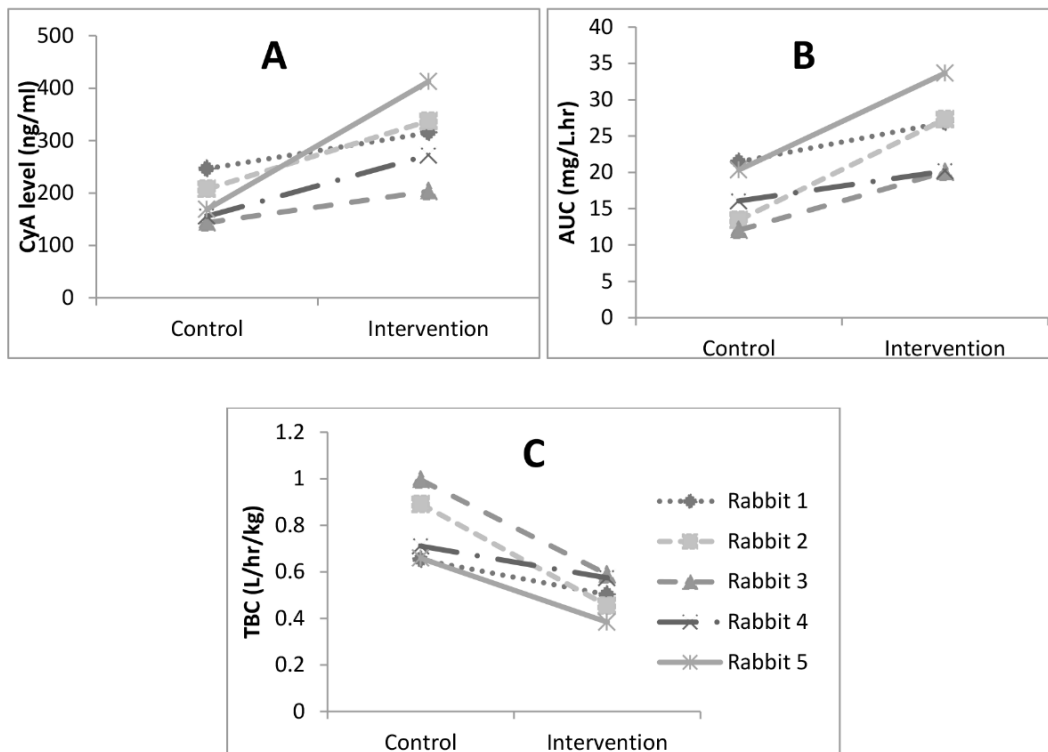 A
CyA level (ng/ml)
500
400
300
200
100
0
Control
Intervention
B
AUC (mg/L.hr)
40
35
30
25
20
15
10
5
0
Control
Intervention
C
TBC (L/hr/kg)
1.2
1
0.8
0.6
0.4
0.2
0
Control
Intervention
Rabbit 1
Rabbit 2
Rabbit 3
Rabbit 4
Rabbit 5